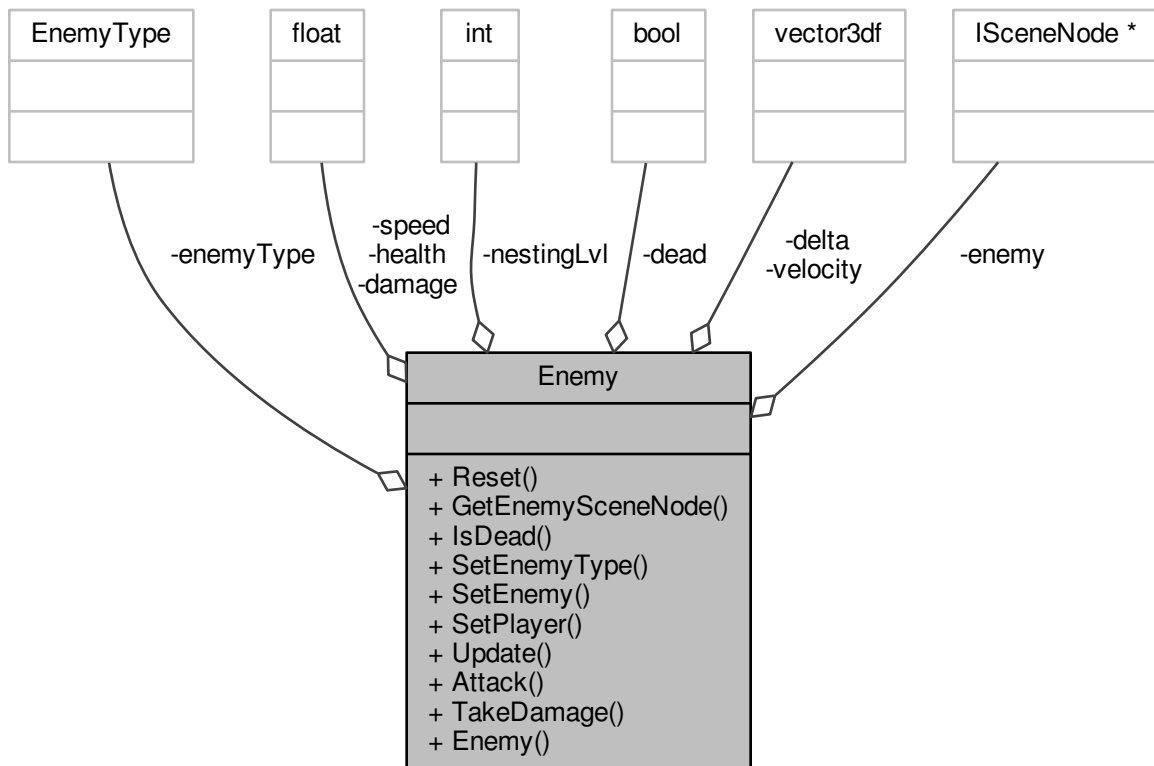 EnemyType
float
int
bool
vector3df
ISceneNode *
-enemyType
-speed
-health
-damage
-nestingLvl
-dead
-delta
-velocity
-enemy
Enemy
+ Reset()
+ GetEnemySceneNode()
+ IsDead()
+ SetEnemyType()
+ SetEnemy()
+ SetPlayer()
+ Update()
+ Attack()
+ TakeDamage()
+ Enemy()